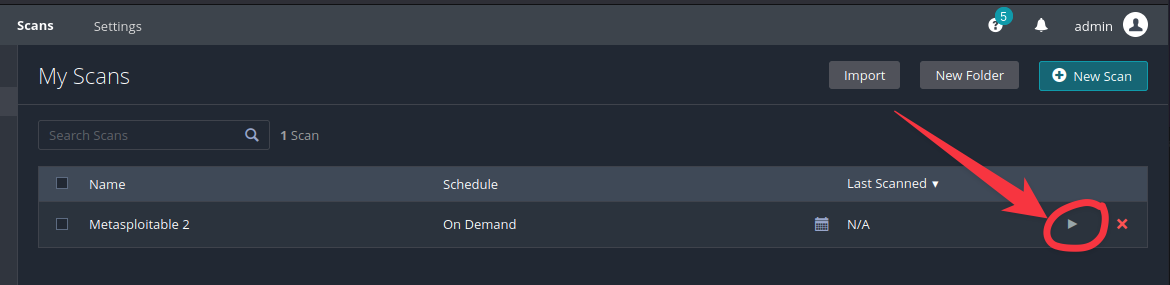 Scans Settings 5 admin
My Scans Import New Folder New Scan
Search Scans 1 Scan
Name Schedule Last Scanned
Metasploitable 2 On Demand N/A